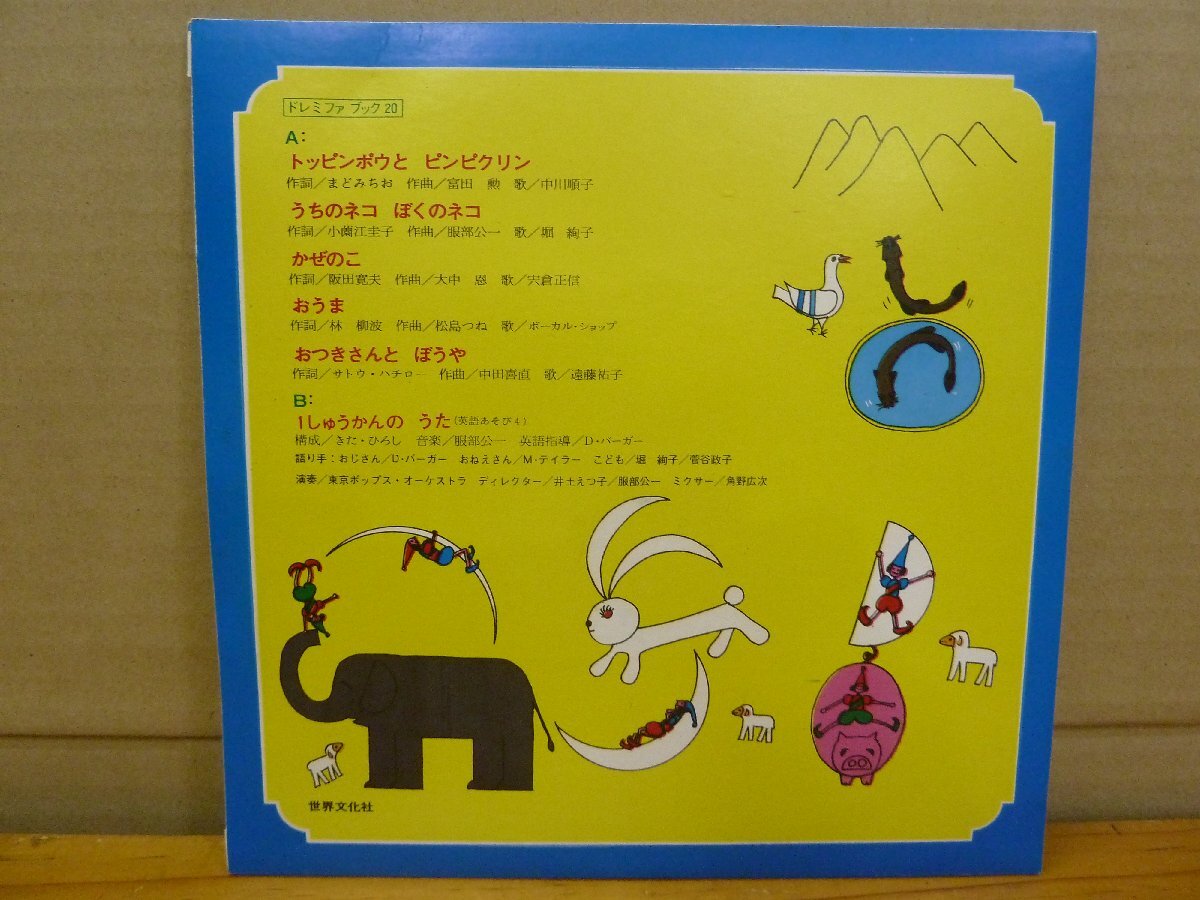 ドレミファ ブック 20
A:
トッピンポウと ピンピクリン
作詞／まどみちお 作曲／富田 勲 歌／中川順子
うちのネコ ぼくのネコ
作詞／小薗江圭子 作曲／服部公一 歌／堀 絢子
かぜのこ
作詞／阪田寛夫 作曲／大中 恩 歌／宍倉正信
おうま
作詞／林 柳波 作曲／松島つね 歌／ボーカル・ショップ
おつきさんと ぼうや
作詞／サトウ・ハチロー 作曲／中田喜直 歌／遠藤祐子
B:
1しゅうかんの うた(英語あそび4)
構成／きた・ひろし 音楽／服部公一 英語指導／D・バーガー
語り手：おじさん／D・バーガー おねえさん／M・テイラー こども／堀 絢子／菅谷政子
演奏／東京ポップス・オーケストラ ディレクター／井上えつ子／服部公一 ミクサー／角野広次
世界文化社